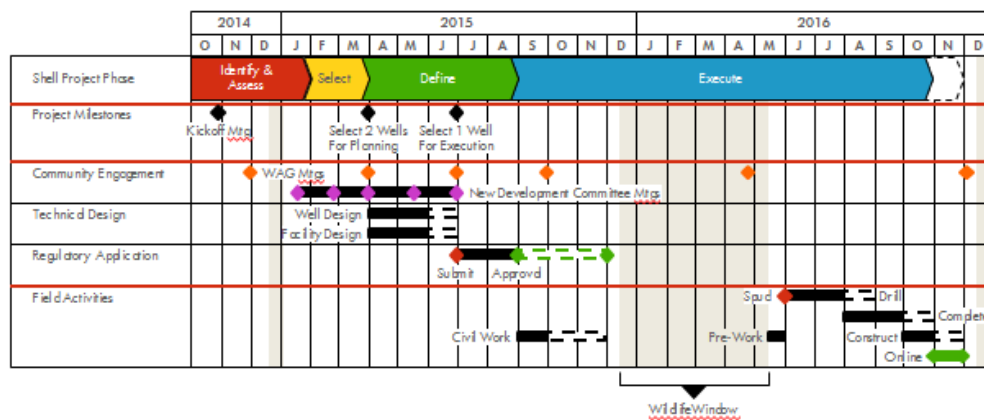 2014 2015 2016
O N D J F M A M J J A S O N D J F M A M J J A S O N D
Shell Project Phase
Identify &
Assess
Select
Define
Execute
Project Milestones
Kickoff Mtg
Select 2 Wells
For Planning
Select 1 Well
For Execution
Community Engagement
WAG Mtgs
New Development Committee Mtgs
Technical Design
Well Design
Facility Design
Regulatory Application
Submit
Approval
Field Activities
Spud
Drill
Complete
Civil Work
Pre-Work
Construct
Online
Wildlife Window